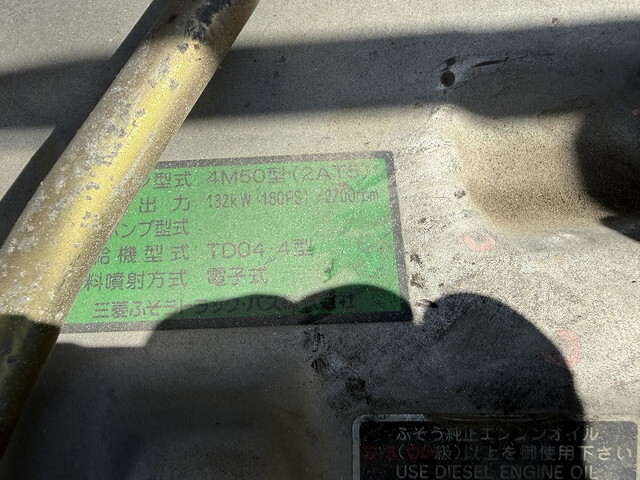 ン型式 4M50型(2AT5)
出力 132kW(180PS)/2700rpm
ポンプ型式
給機型式 TD04-4型
料噴射方式 電子式
三菱ふそうトラック・バス株式会社
ふそう純正エンジンオイル
級)以上を御使用下さい
USE DIESEL ENGINE OIL